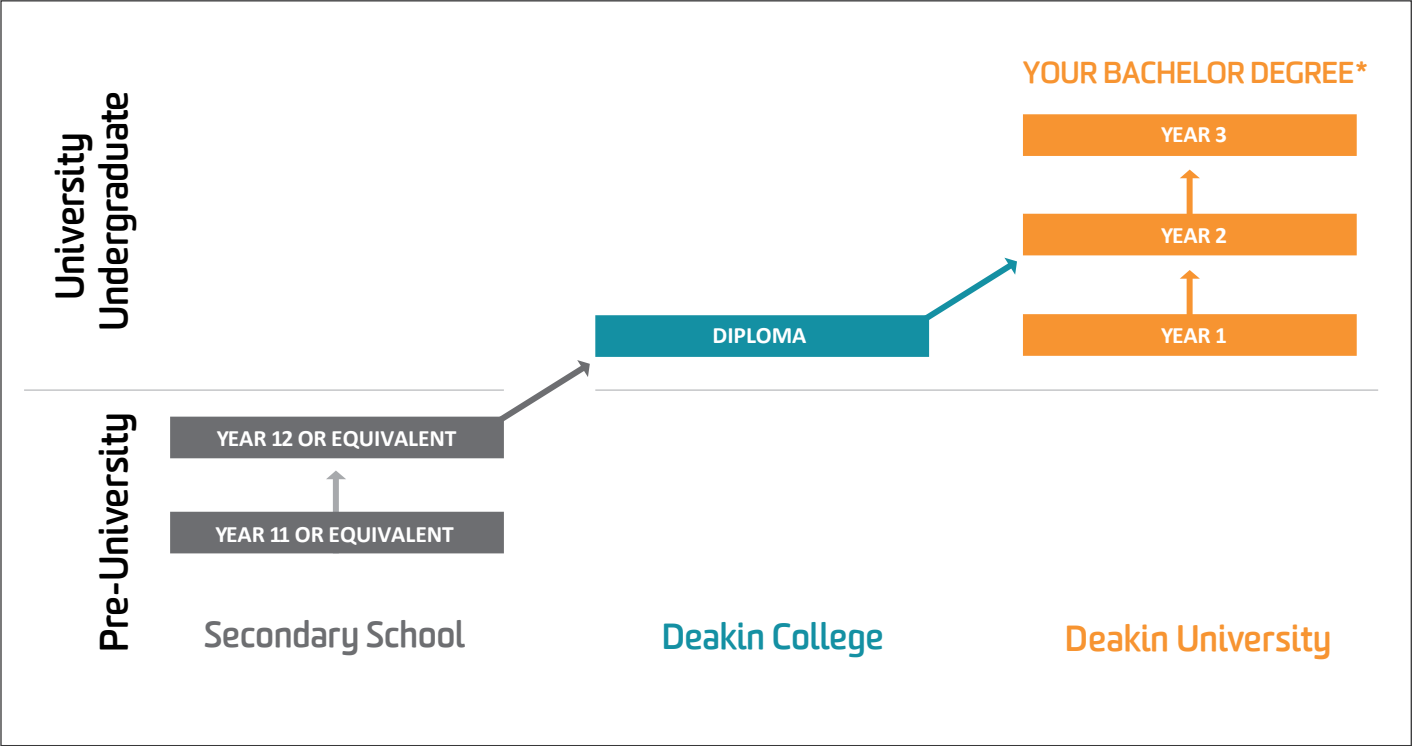 University
Undergraduate
YOUR BACHELOR DEGREE*
YEAR 3
YEAR 2
DIPLOMA
YEAR 1
Pre-University
YEAR 12 OR EQUIVALENT
YEAR 11 OR EQUIVALENT
Secondary School
Deakin College
Deakin University